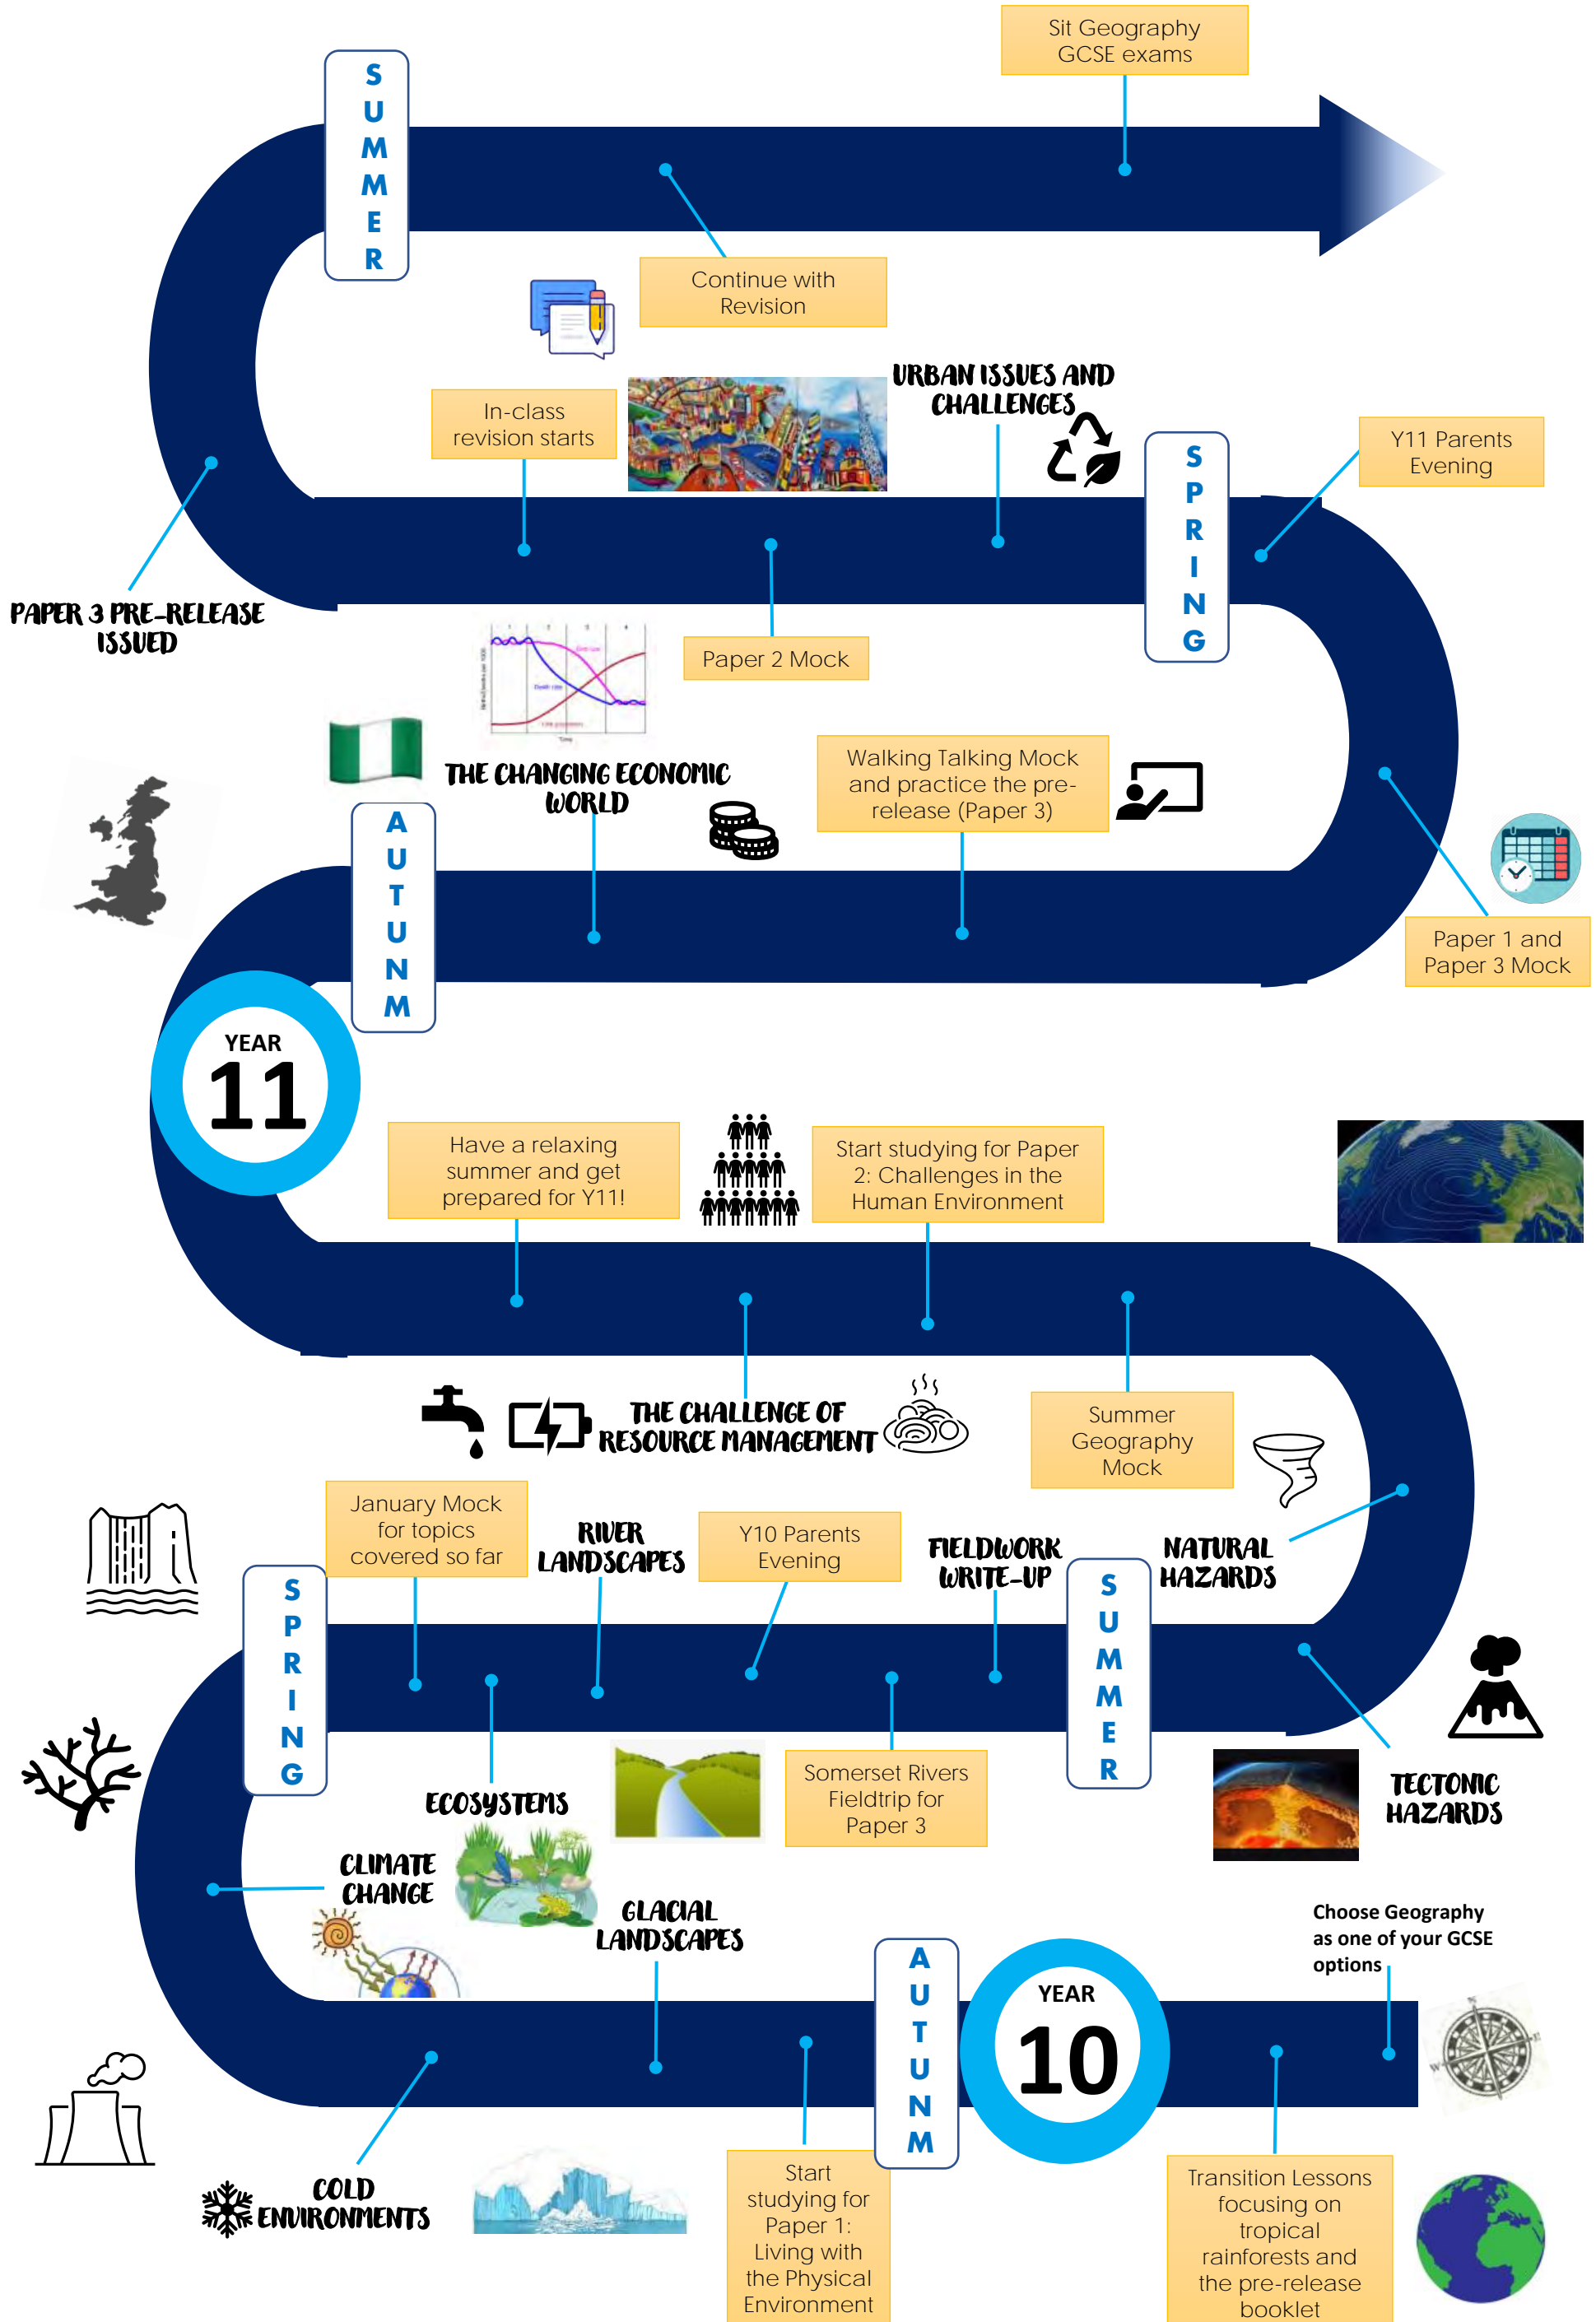 Sit Geography
GCSE exams
S
U
M
M
E
R
Continue with
Revision
URBAN ISSUES AND
CHALLENGES
In-class
revision starts
S
P
R
I
N
G
Y11 Parents
Evening
PAPER 3 PRE-RELEASE
ISSUED
Paper 2 Mock
1 2 3 4
Death rate
Time
THE CHANGING ECONOMIC
WORLD
Walking Talking Mock
and practice the pre-
release (Paper 3)
A
U
T
U
N
M
Paper 1 and
Paper 3 Mock
YEAR
11
Have a relaxing
summer and get
prepared for Y11!
Start studying for Paper
2: Challenges in the
Human Environment
THE CHALLENGE OF
RESOURCE MANAGEMENT
Summer
Geography
Mock
January Mock
for topics
covered so far
RIVER
LANDSCAPES
Y10 Parents
Evening
FIELDWORK
WRITE-UP
NATURAL
HAZARDS
S
P
R
I
N
G
S
U
M
M
E
R
ECOSYSTEMS
Somerset Rivers
Fieldtrip for
Paper 3
TECTONIC
HAZARDS
CLIMATE
CHANGE
GLACIAL
LANDSCAPES
Choose Geography
as one of your GCSE
options
A
U
T
U
N
M
YEAR
10
N
E
W
COLD
ENVIRONMENTS
Start
studying for
Paper 1:
Living with
the Physical
Environment
Transition Lessons
focusing on
tropical
rainforests and
the pre-release
booklet